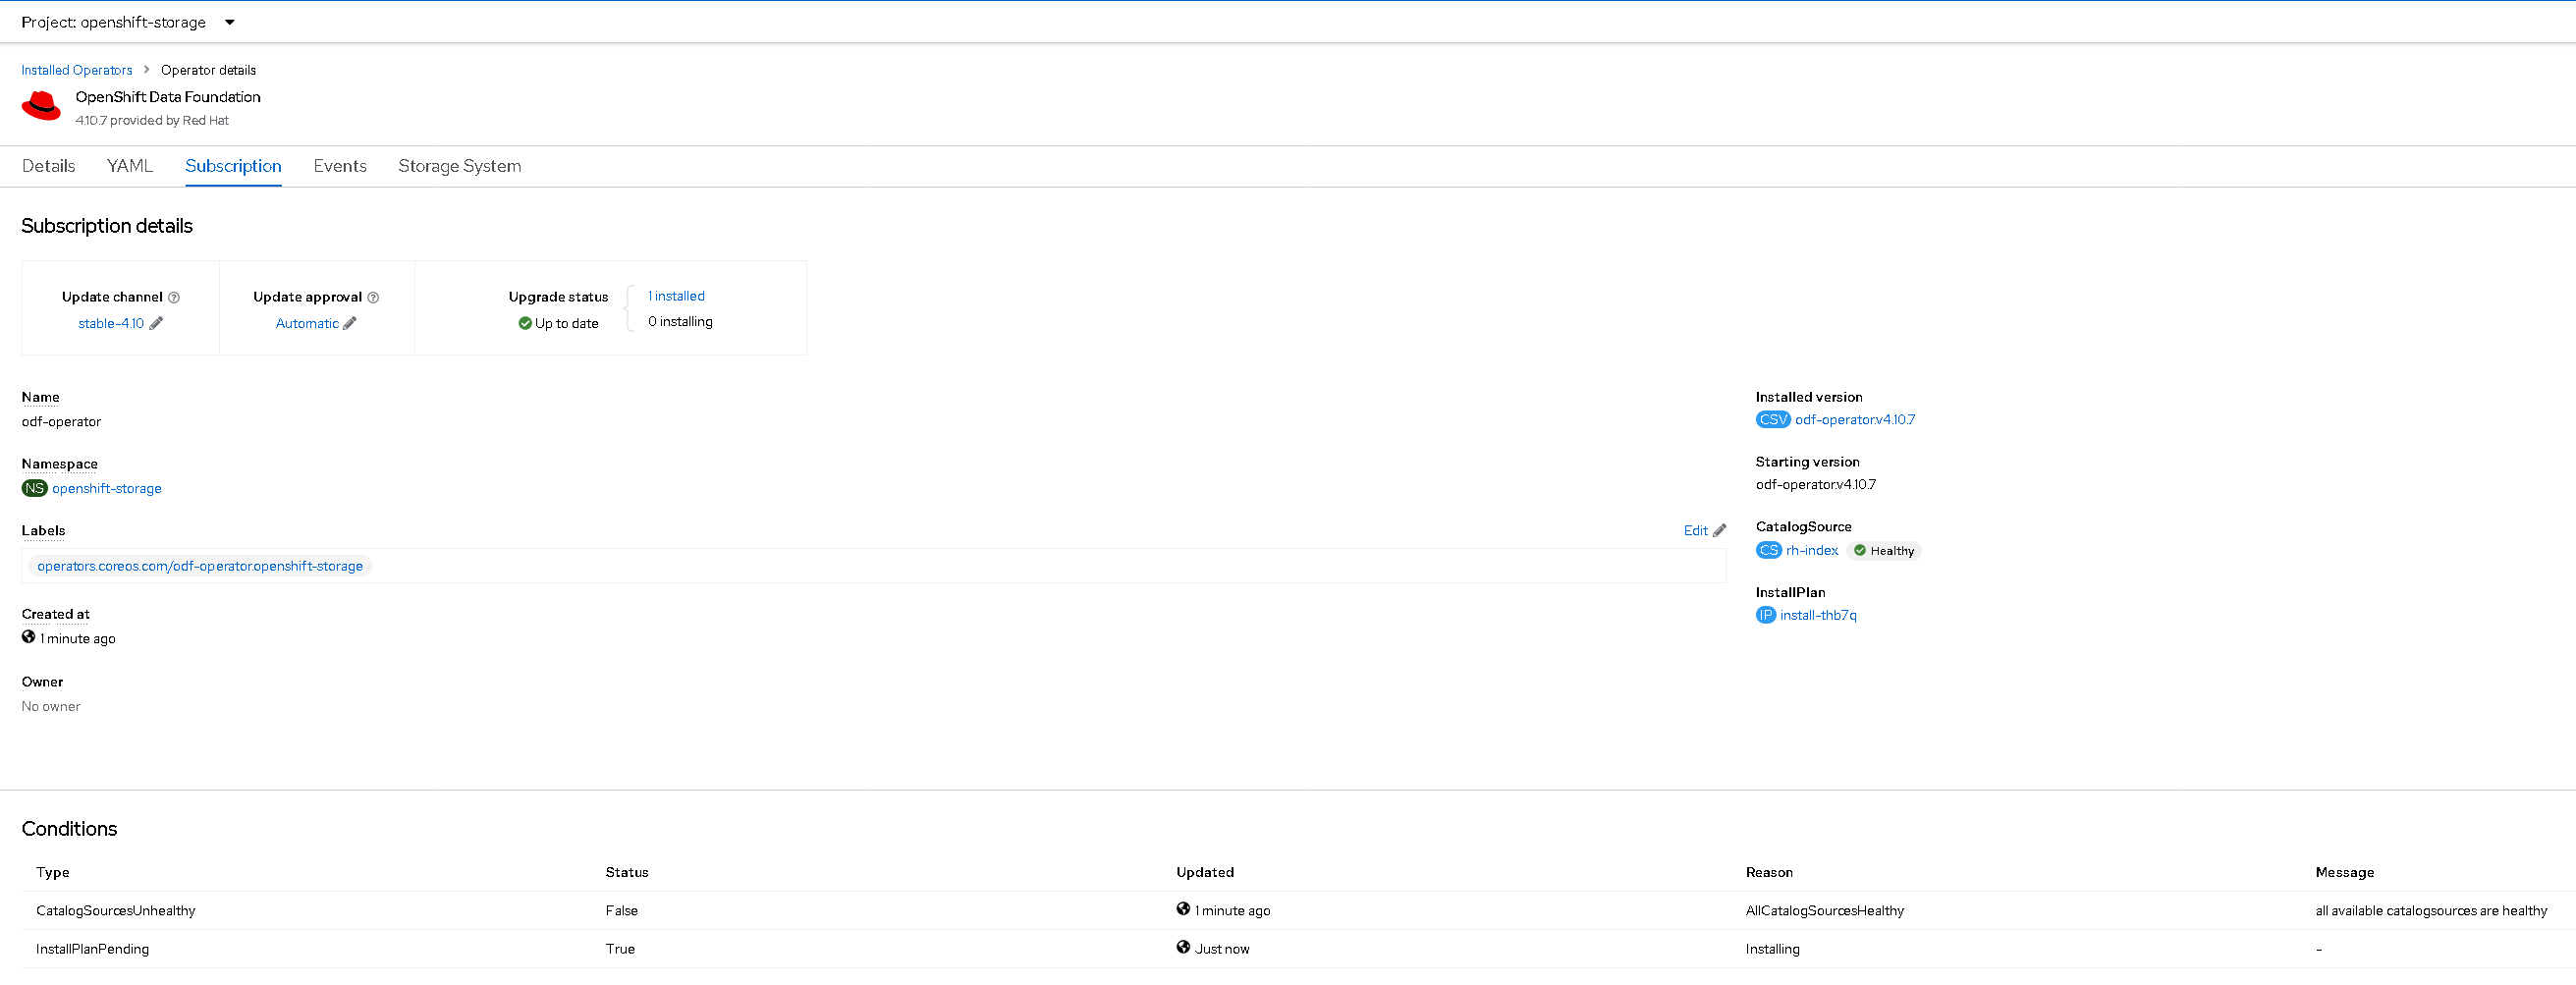 Project: openshift-storage
Installed Operators > Operator details
OpenShift Data Foundation
4.10.7 provided by Red Hat
Details YAML Subscription Events Storage System
Subscription details
Update channel
stable-4.10
Update approval
Automatic
Upgrade status
Up to date
1 installed
0 installing
Name
odf-operator
Namespace
NS openshift-storage
Labels
Edit
operators.coreos.com/odf-operator.openshift-storage
Created at
1 minute ago
Owner
No owner
Installed version
CSV odf-operator.v4.10.7
Starting version
odf-operator.v4.10.7
CatalogSource
CS rh-index Healthy
InstallPlan
IP install-thb7q
Conditions
Type Status Updated Reason Message
CatalogSourcesUnhealthy False 1 minute ago AllCatalogSourcesHealthy all available catalogsources are healthy
InstallPlanPending True Just now Installing -